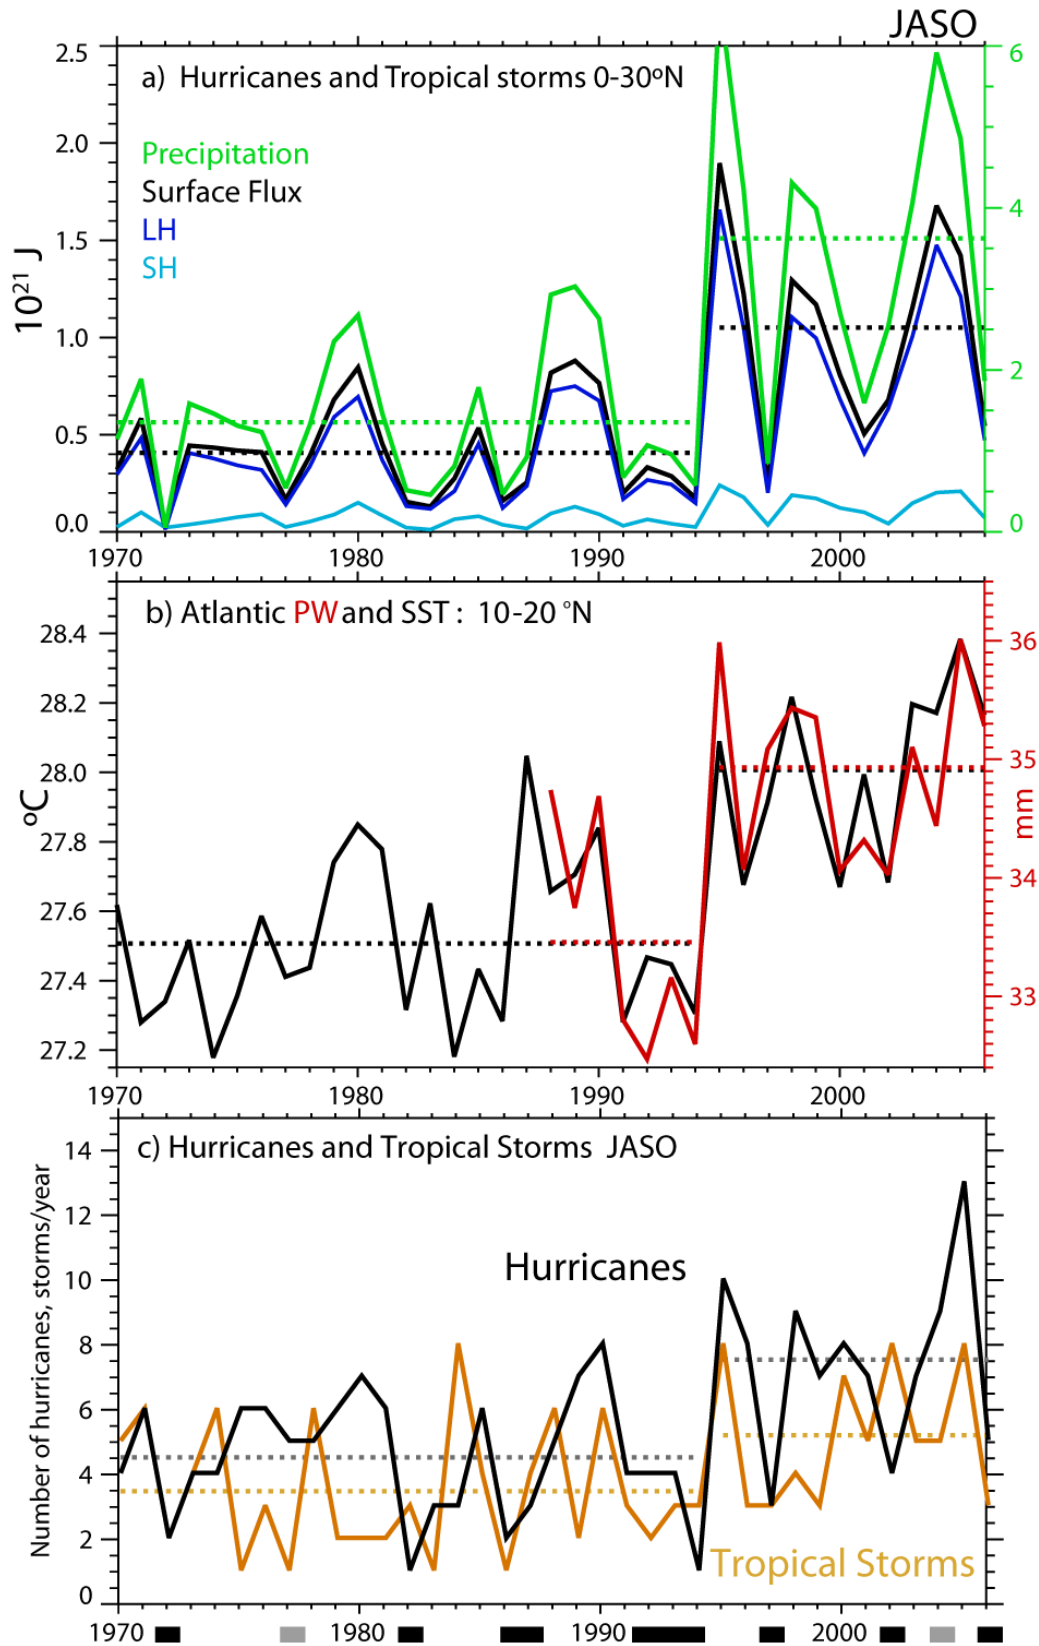 JASO
2.5
6
a) Hurricanes and Tropical storms 0-30ºN
2.0
Precipitation
Surface Flux
4
LH
1.5
SH
10²¹ J
1.0
2
0.5
0.0
0
1970
1980
1990
2000
b) Atlantic PW and SST : 10-20 °N
28.4
36
28.2
28.0
35
ºC
mm
27.8
34
27.6
27.4
33
27.2
1970
1980
1990
2000
c) Hurricanes and Tropical Storms JASO
14
12
Number of hurricanes, storms/year
Hurricanes
10
8
6
4
2
Tropical Storms
0
1970
1980
1990
2000